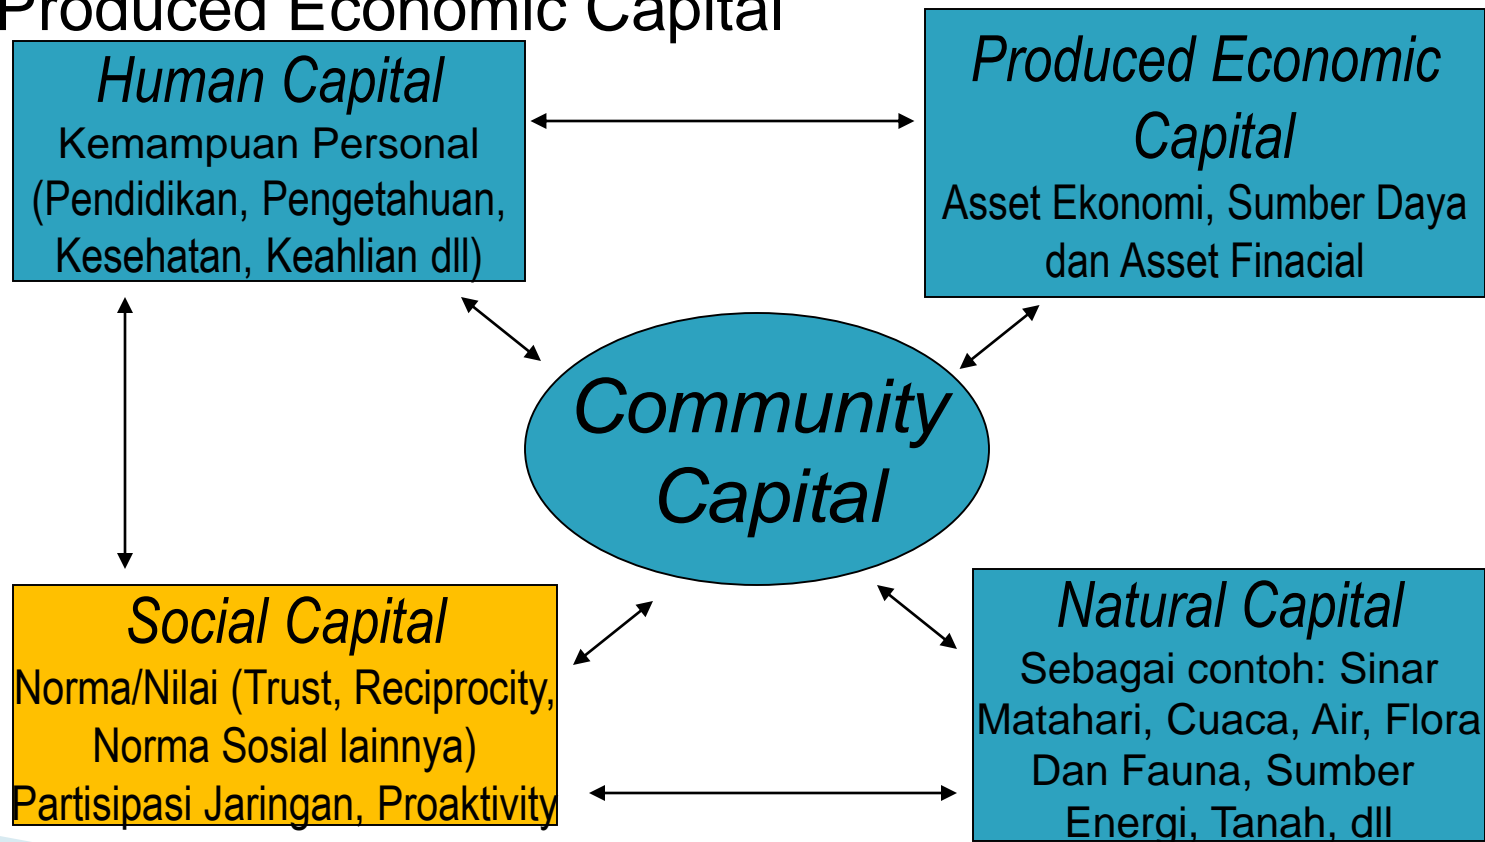 Produced Economic Capital
Human Capital
Kemampuan Personal
(Pendidikan, Pengetahuan,
Kesehatan, Keahlian dll)
Produced Economic
Capital
Asset Ekonomi, Sumber Daya
dan Asset Finacial
Community
Capital
Social Capital
Norma/Nilai (Trust, Reciprocity,
Norma Sosial lainnya)
Partisipasi Jaringan, Proaktivity
Natural Capital
Sebagai contoh: Sinar
Matahari, Cuaca, Air, Flora
Dan Fauna, Sumber
Energi, Tanah, dll